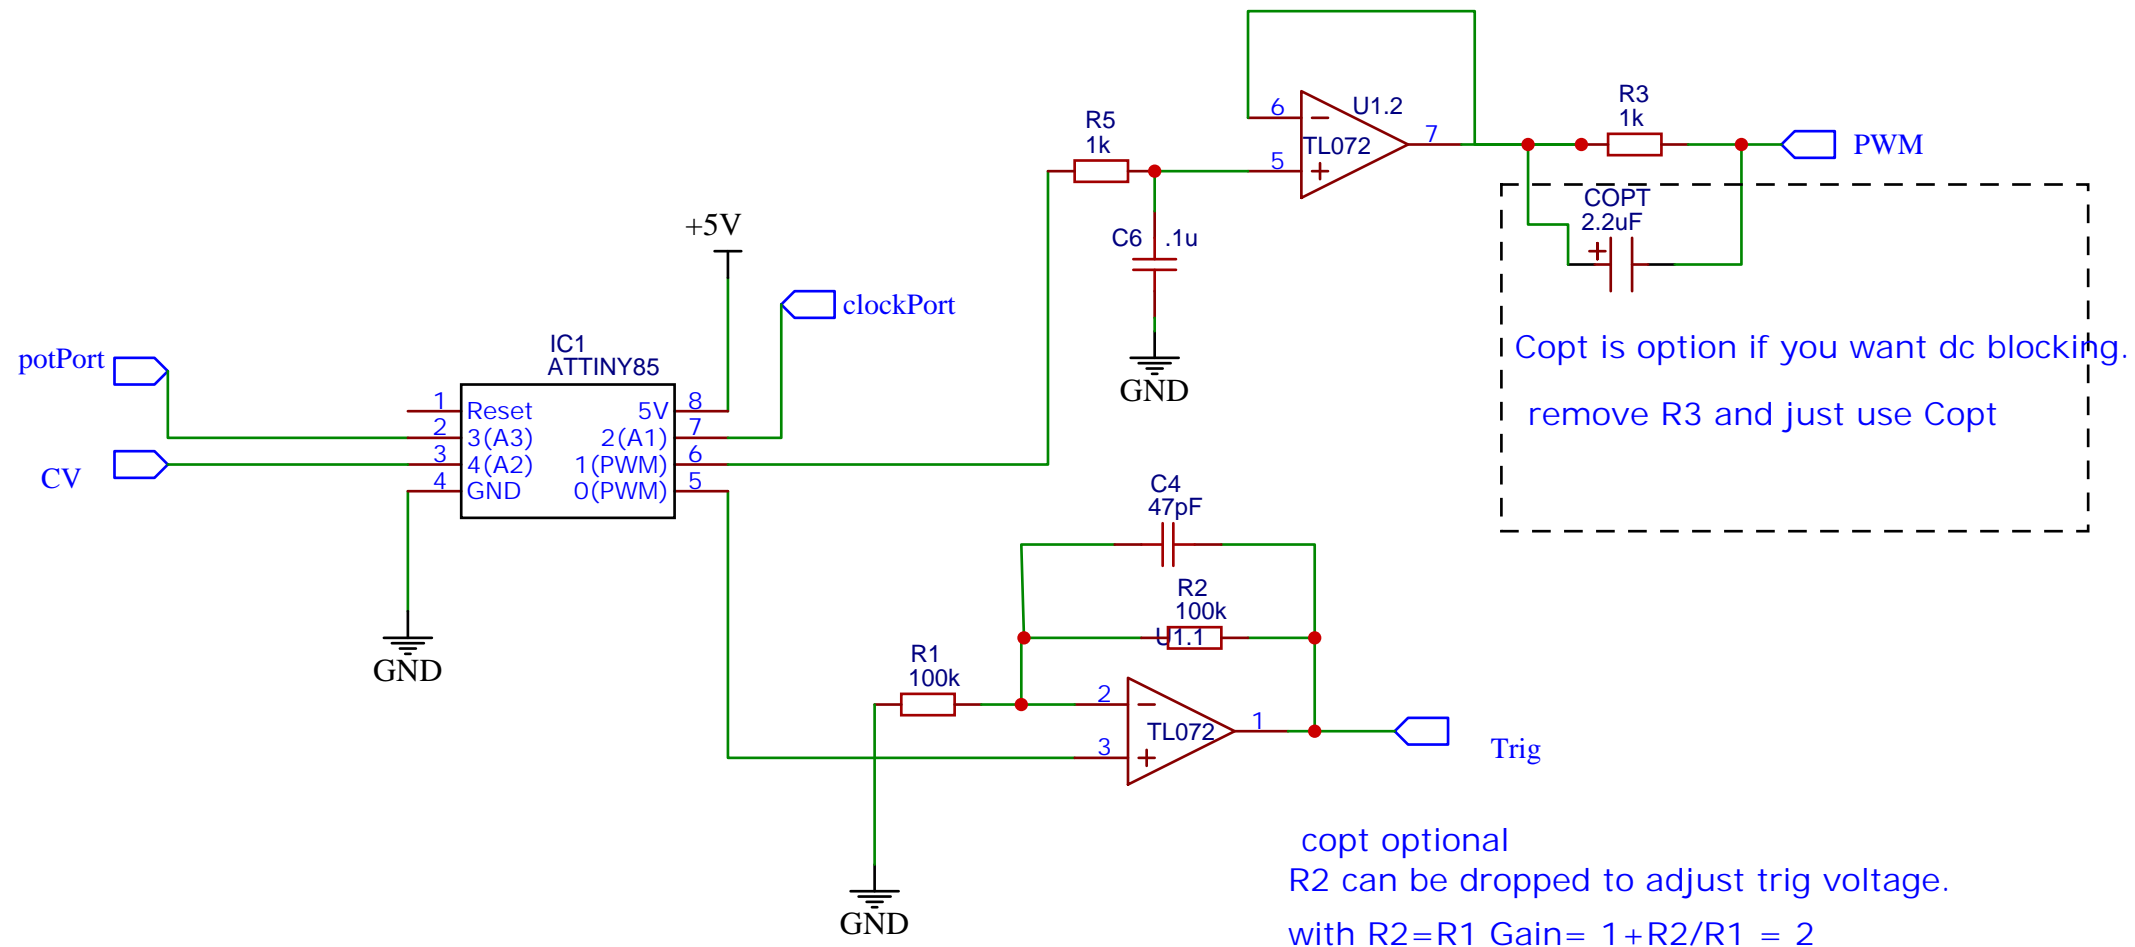 6
U1.2
TL072
7
5
R5
1k
R3
1k
PWM
COPT
2.2uF
+
C6 .1u
GND
Copt is option if you want dc blocking.
remove R3 and just use Copt
+5V
clockPort
potPort
CV
IC1
ATTINY85
1 Reset 5V 8
2 3(A3) 2(A1) 7
3 4(A2) 1(PWM) 6
4 GND 0(PWM) 5
GND
C4
47pF
R2
100k
U1.1
R1
100k
2
TL072
1
3
Trig
GND
copt optional
R2 can be dropped to adjust trig voltage.
with R2=R1 Gain= 1+R2/R1 = 2